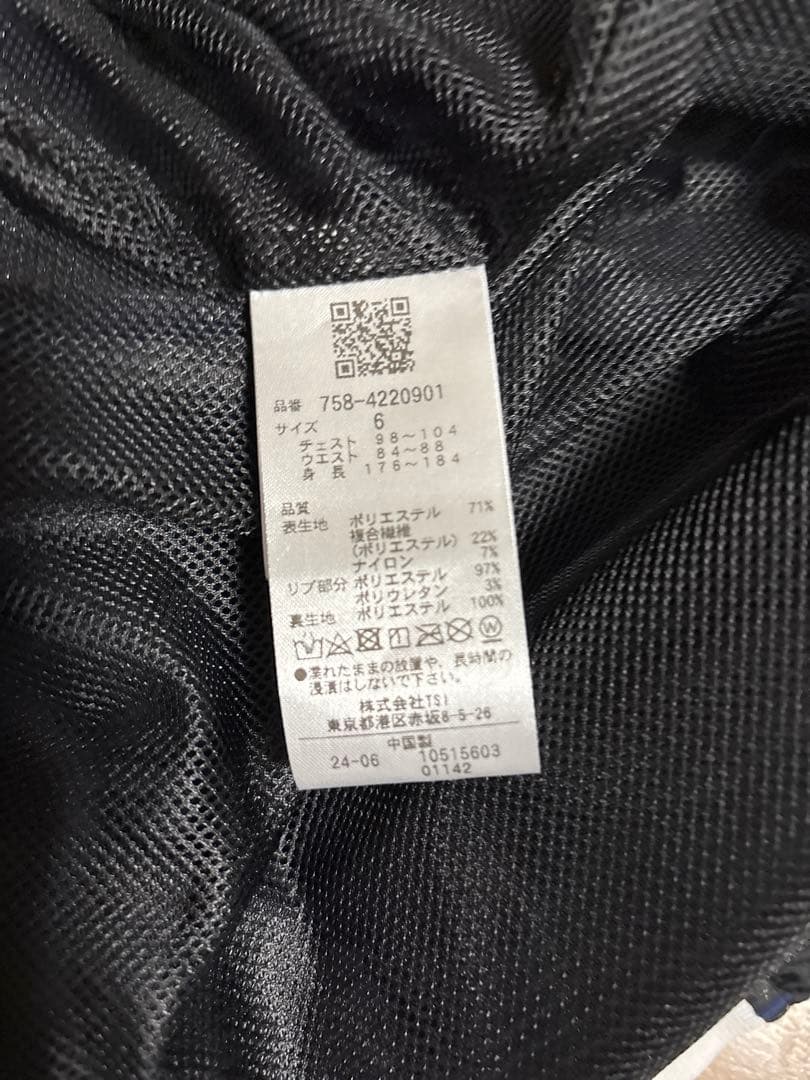 品番 758-4220901
サイズ 6
チェスト 98～104
ウエスト 84～88
身長 176～184
品質
表生地 ポリエステル 71%
複合繊維
(ポリエステル) 22%
ナイロン 7%
リブ部分 ポリエステル 97%
ポリウレタン 3%
裏生地 ポリエステル 100%
●濡れたままの放置や、長時間の
浸漬はしないで下さい。
株式会社TSI
東京都港区赤坂8-5-26
中国製
24-06 10515603
01142